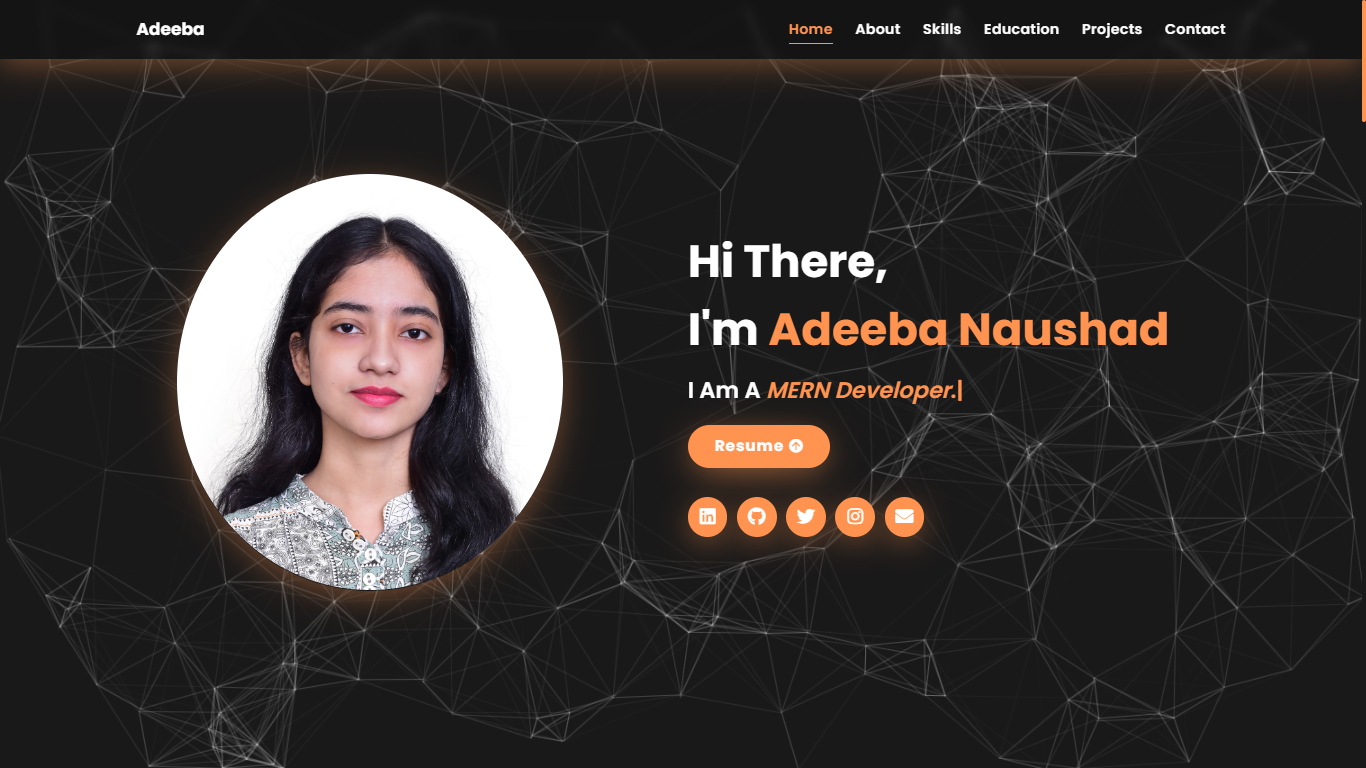 Adeeba
Home About Skills Education Projects Contact
Hi There,
I'm Adeeba Naushad
I Am A MERN Developer.|
Resume